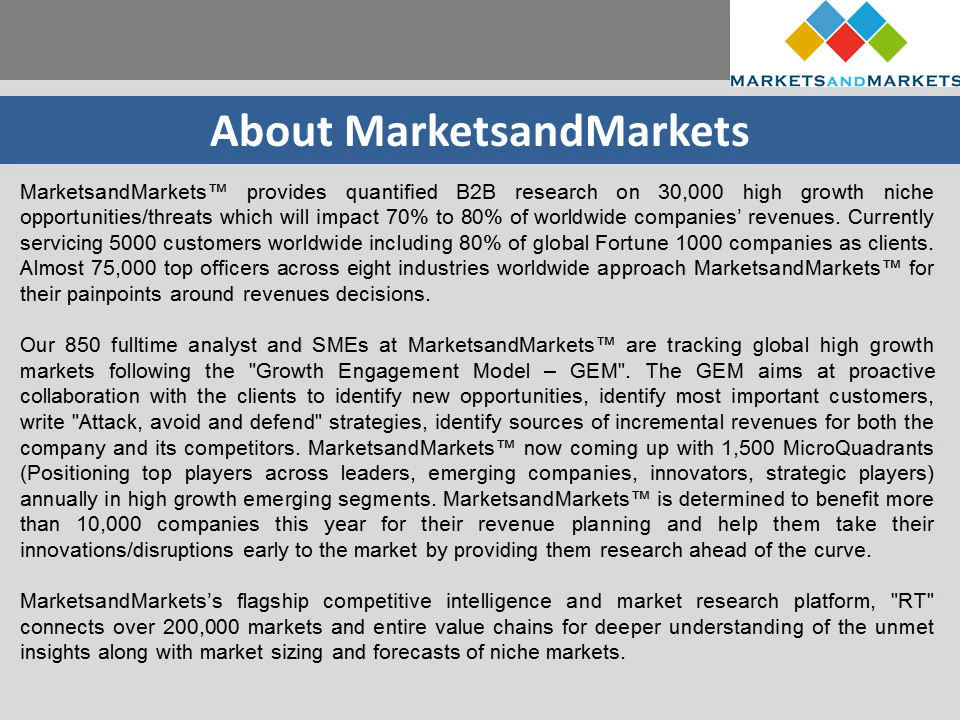 MARKETSANDMARKETS
About MarketsandMarkets
MarketsandMarkets™ provides quantified B2B research on 30,000 high growth niche
opportunities/threats which will impact 70% to 80% of worldwide companies’ revenues. Currently
servicing 5000 customers worldwide including 80% of global Fortune 1000 companies as clients.
Almost 75,000 top officers across eight industries worldwide approach MarketsandMarkets™ for
their painpoints around revenues decisions.
Our 850 fulltime analyst and SMEs at MarketsandMarkets™ are tracking global high growth
markets following the "Growth Engagement Model – GEM". The GEM aims at proactive
collaboration with the clients to identify new opportunities, identify most important customers,
write "Attack, avoid and defend" strategies, identify sources of incremental revenues for both the
company and its competitors. MarketsandMarkets™ now coming up with 1,500 MicroQuadrants
(Positioning top players across leaders, emerging companies, innovators, strategic players)
annually in high growth emerging segments. MarketsandMarkets™ is determined to benefit more
than 10,000 companies this year for their revenue planning and help them take their
innovations/disruptions early to the market by providing them research ahead of the curve.
MarketsandMarkets’s flagship competitive intelligence and market research platform, "RT"
connects over 200,000 markets and entire value chains for deeper understanding of the unmet
insights along with market sizing and forecasts of niche markets.